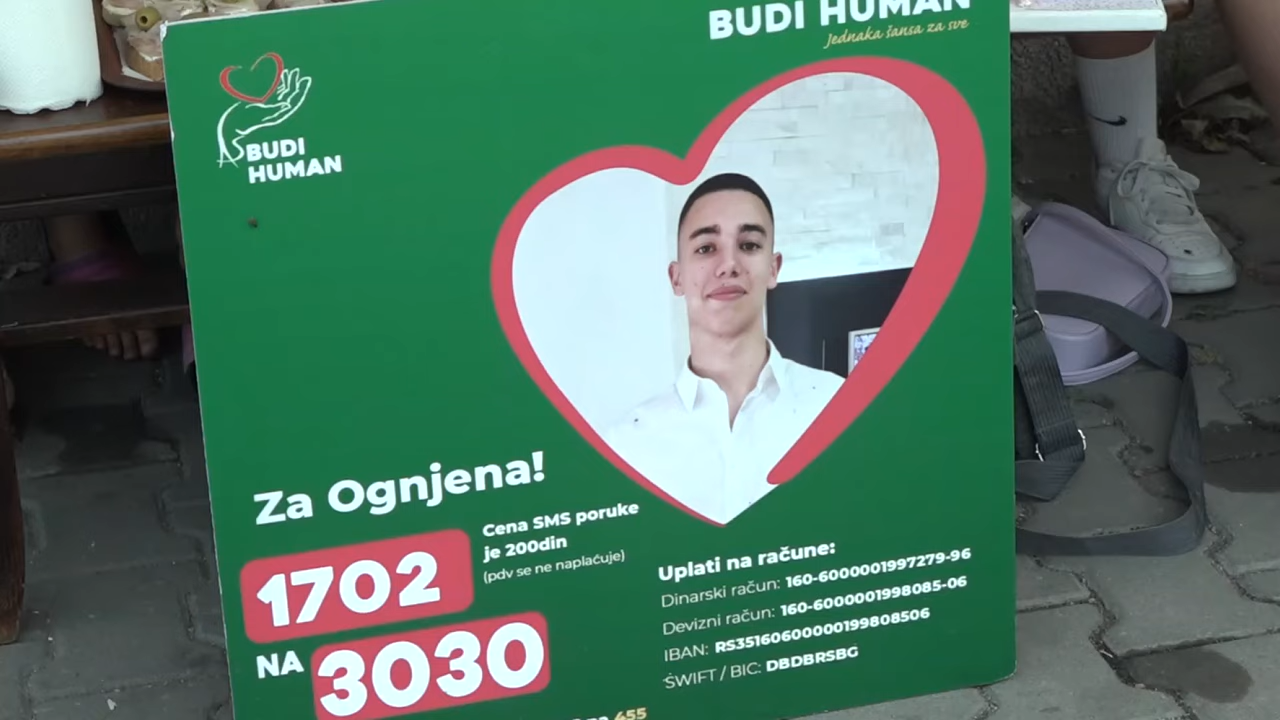 BUDI HUMAN
Jednaka šansa za sve
BUDI
HUMAN
Za Ognjena!
1702
NA 3030
Cena SMS poruke
je 200din
(pdv se ne naplaćuje)
Uplati na račune:
Dinarski račun: 160-6000001997279-96
Devizni račun: 160-6000001998085-06
IBAN: RS35160600000199808506
SWIFT / BIC: DBDBRSBG
455